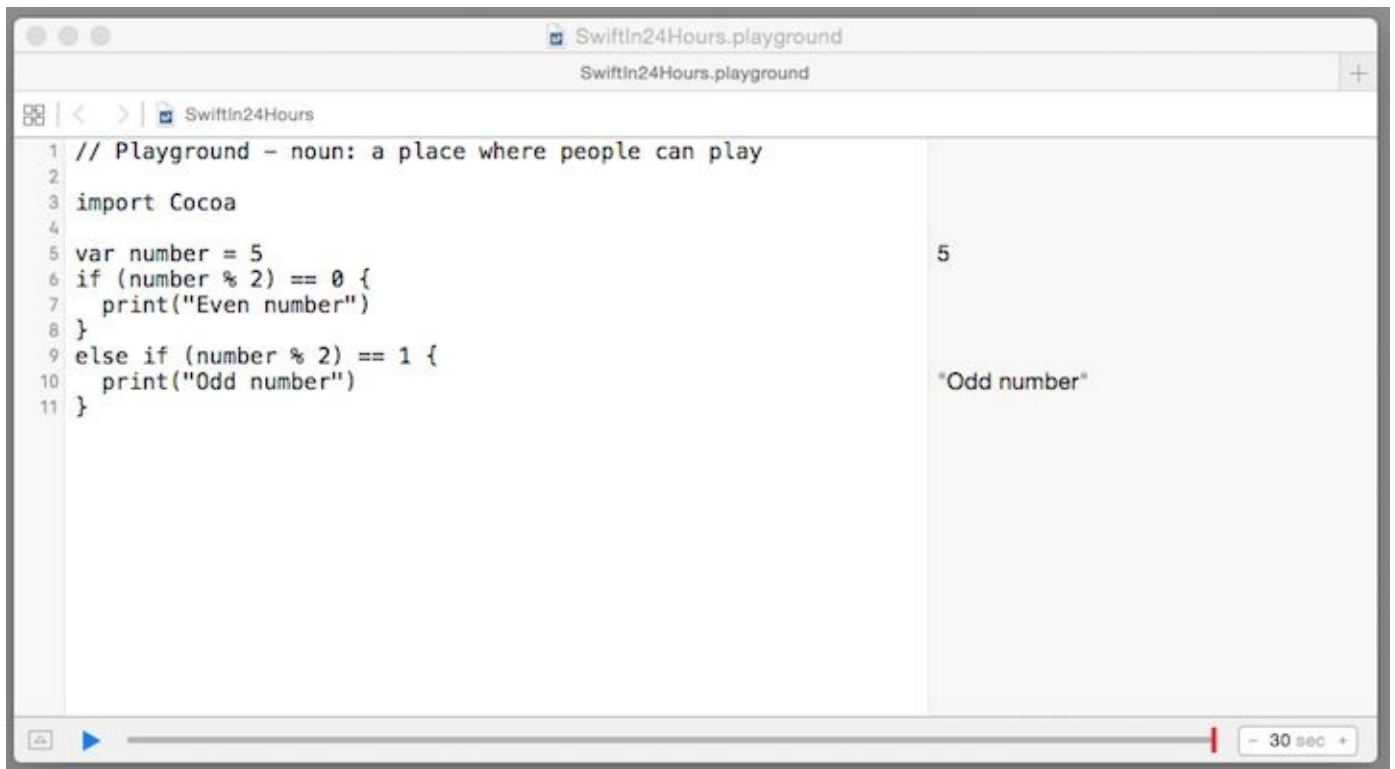 SwiftIn24Hours.playground
SwiftIn24Hours.playground +
< > SwiftIn24Hours
1 // Playground – noun: a place where people can play
2
3 import Cocoa
4
5 var number = 5 5
6 if (number % 2) == 0 {
7   print("Even number")
8 }
9 else if (number % 2) == 1 {
10   print("Odd number") "Odd number"
11 }
- 30 sec +